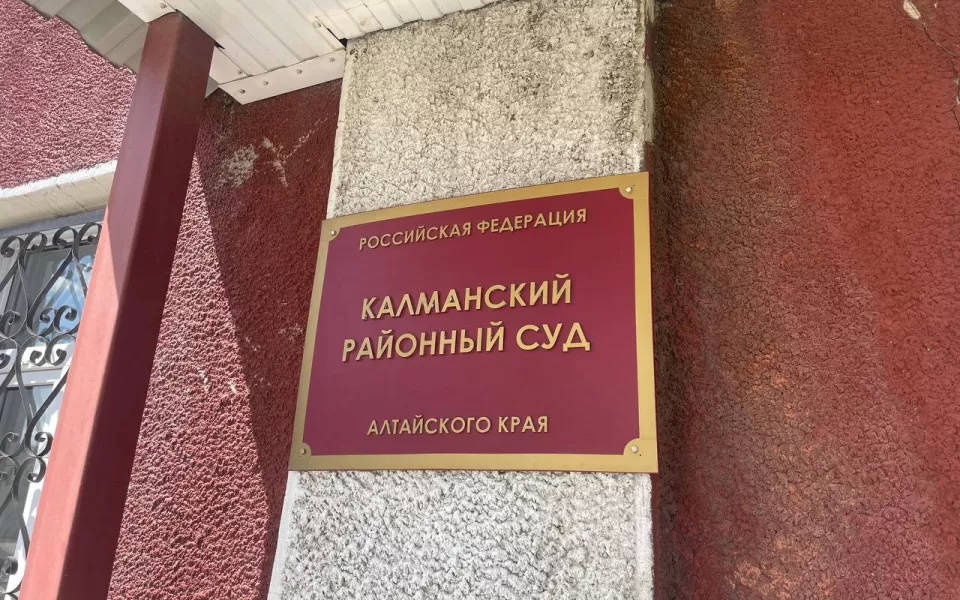 РОССИЙСКАЯ ФЕДЕРАЦИЯ
КАЛМАНСКИЙ
РАЙОННЫЙ СУД
АЛТАЙСКОГО КРАЯ